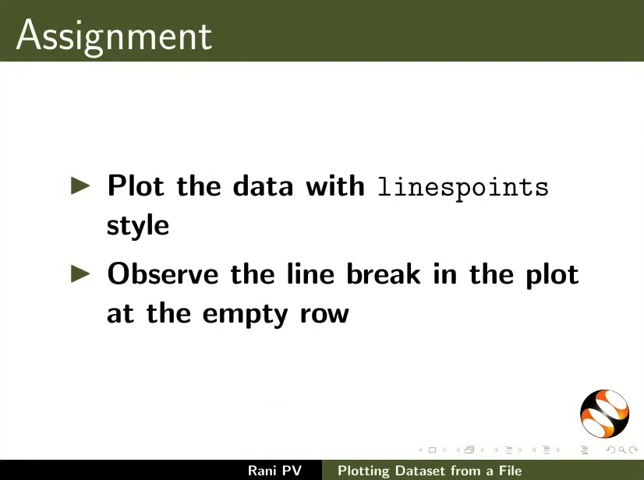 Assignment
Plot the data with linespoints
style
Observe the line break in the plot
at the empty row
Rani PV
Plotting Dataset from a File